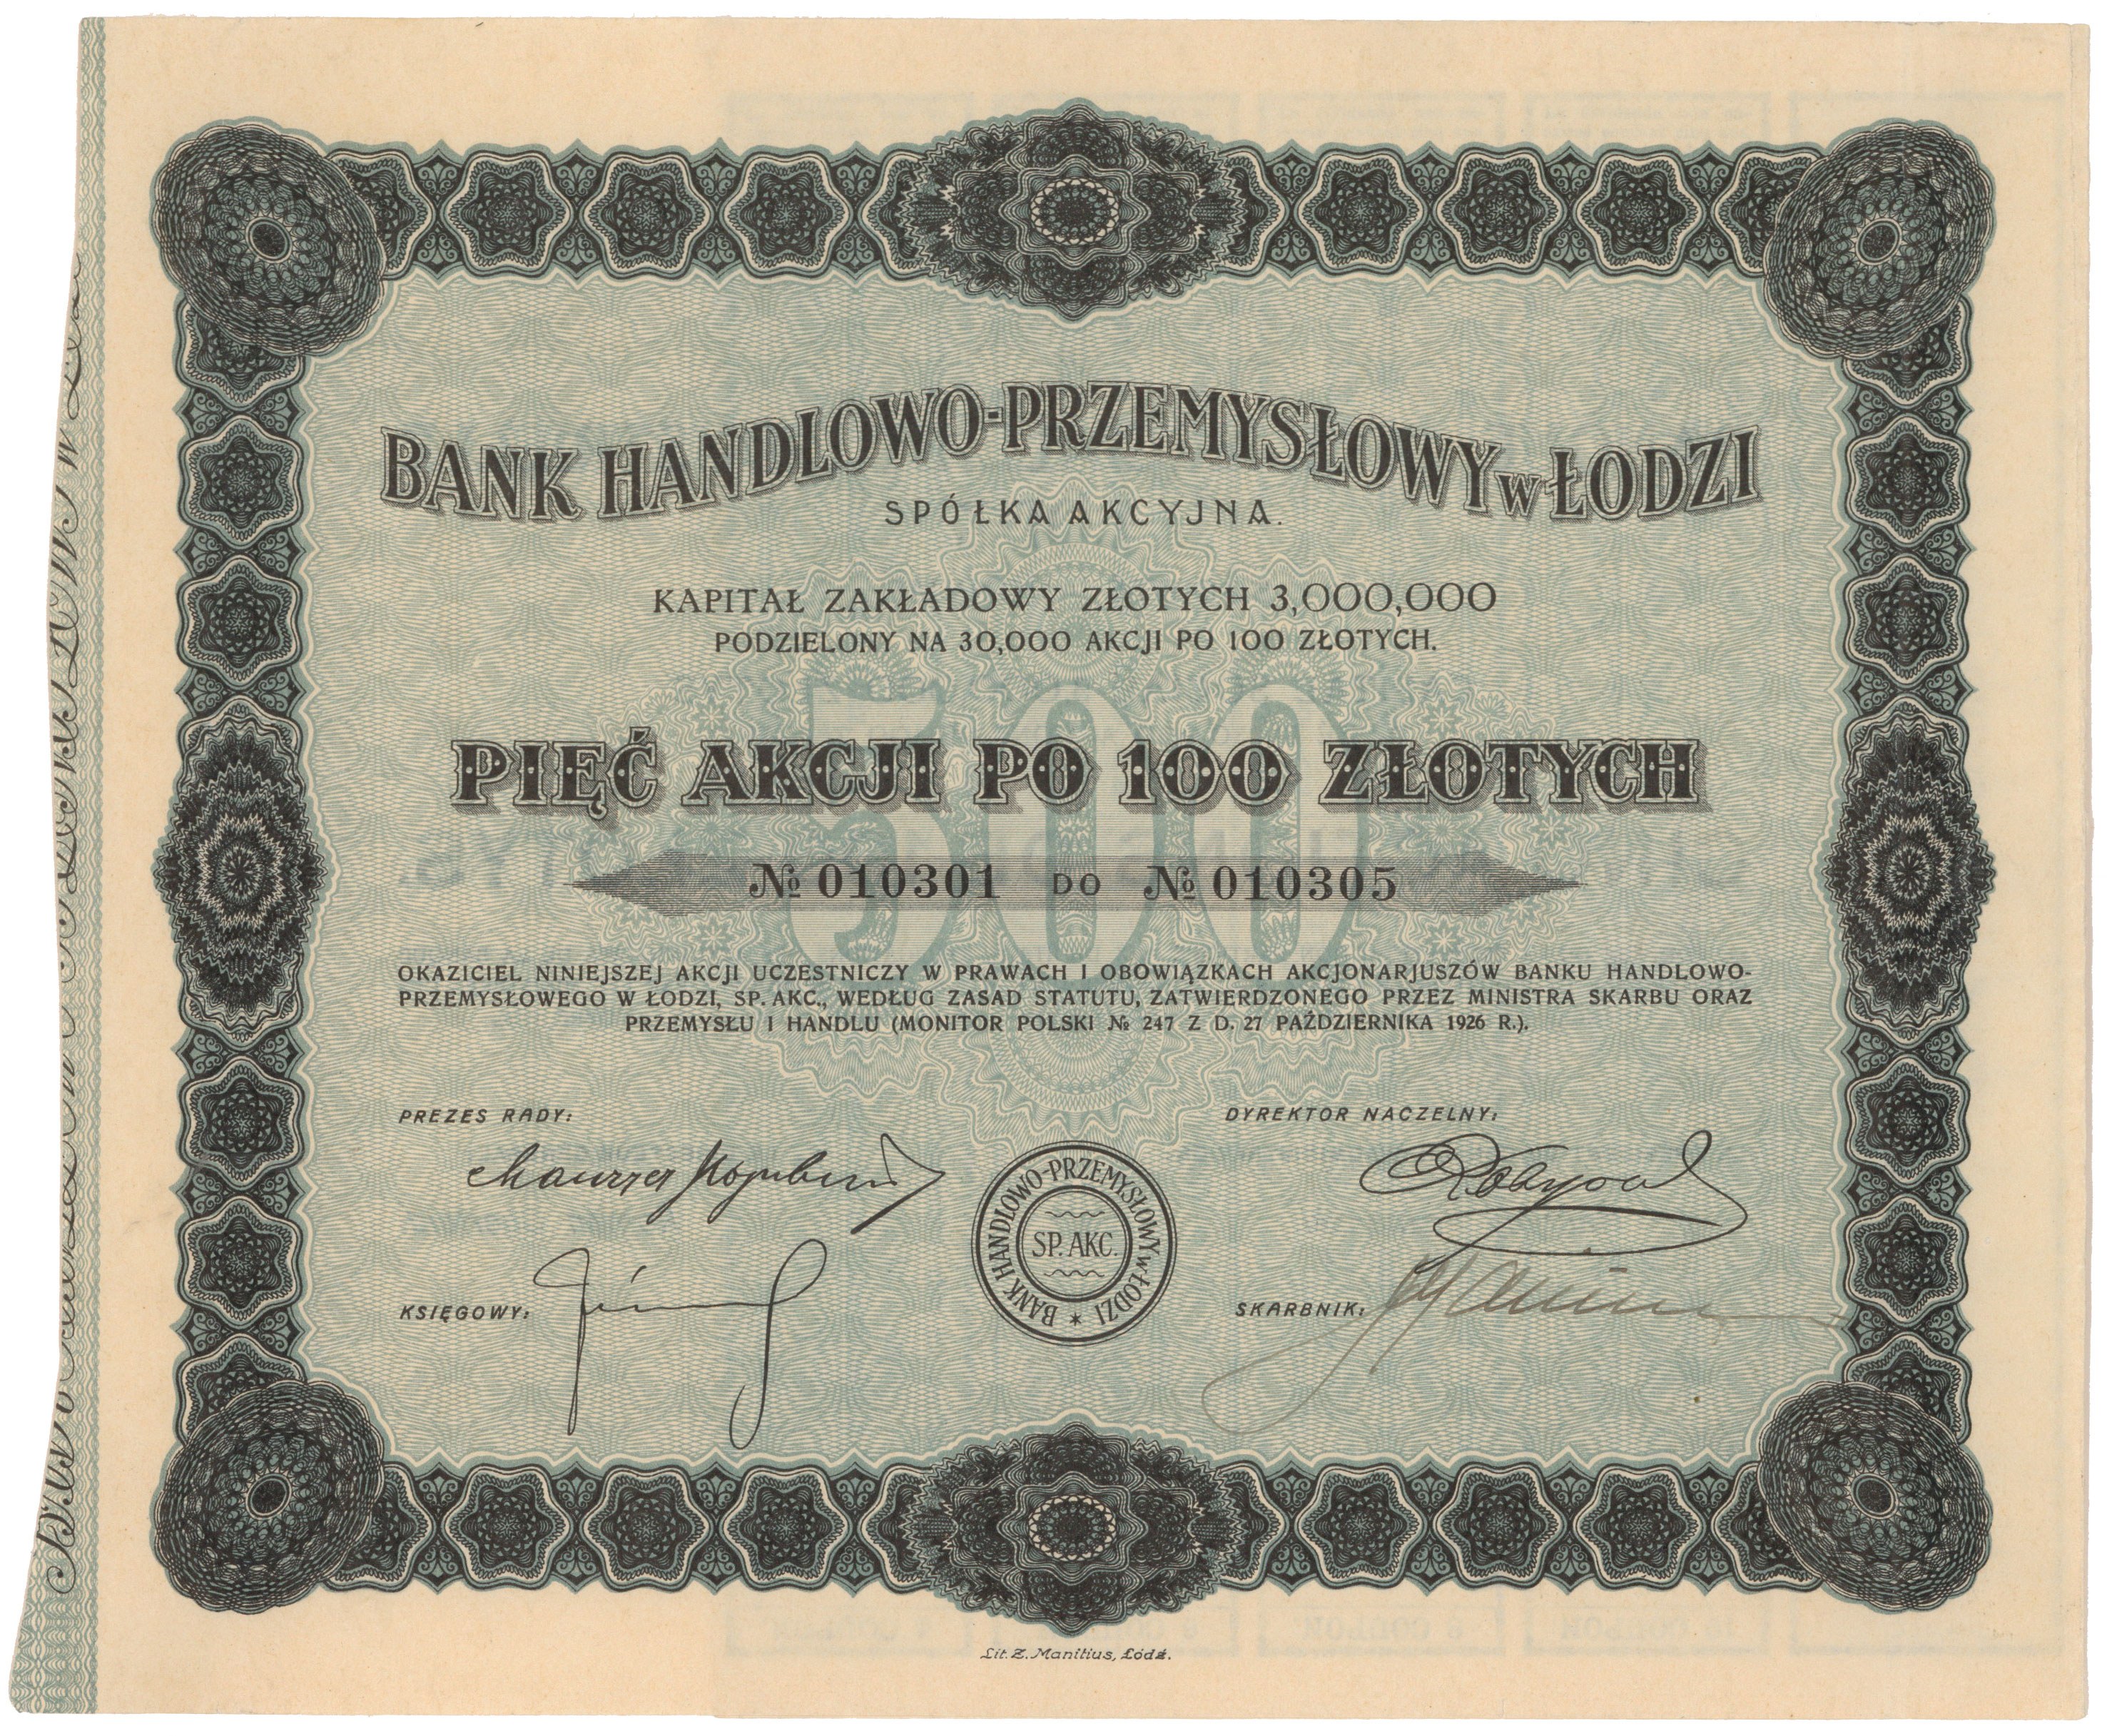 BANK HANDLOWO-PRZEMYSŁOWY w ŁODZI
SPÓŁKA AKCYJNA.
KAPITAŁ ZAKŁADOWY ZŁOTYCH 3,000,000
PODZIELONY NA 30,000 AKCJI PO 100 ZŁOTYCH.
500
PIĘĆ AKCJI PO 100 ZŁOTYCH
№ 010301 DO № 010305
OKAZICIEL NINIEJSZEJ AKCJI UCZESTNICZY W PRAWACH I OBOWIĄZKACH AKCJONARJUSZÓW BANKU HANDLOWO-
PRZEMYSŁOWEGO W ŁODZI, SP. AKC., WEDŁUG ZASAD STATUTU, ZATWIERDZONEGO PRZEZ MINISTRA SKARBU ORAZ
PRZEMYSŁU I HANDLU (MONITOR POLSKI № 247 Z D. 27 PAŹDZIERNIKA 1926 R.).
PREZES RADY:
DYREKTOR NACZELNY:
BANK HANDLOWO-PRZEMYSŁOWY w ŁODZI
SP. AKC.
KSIĘGOWY:
SKARBNIK:
Lit. Z. Manitius, Łódź.